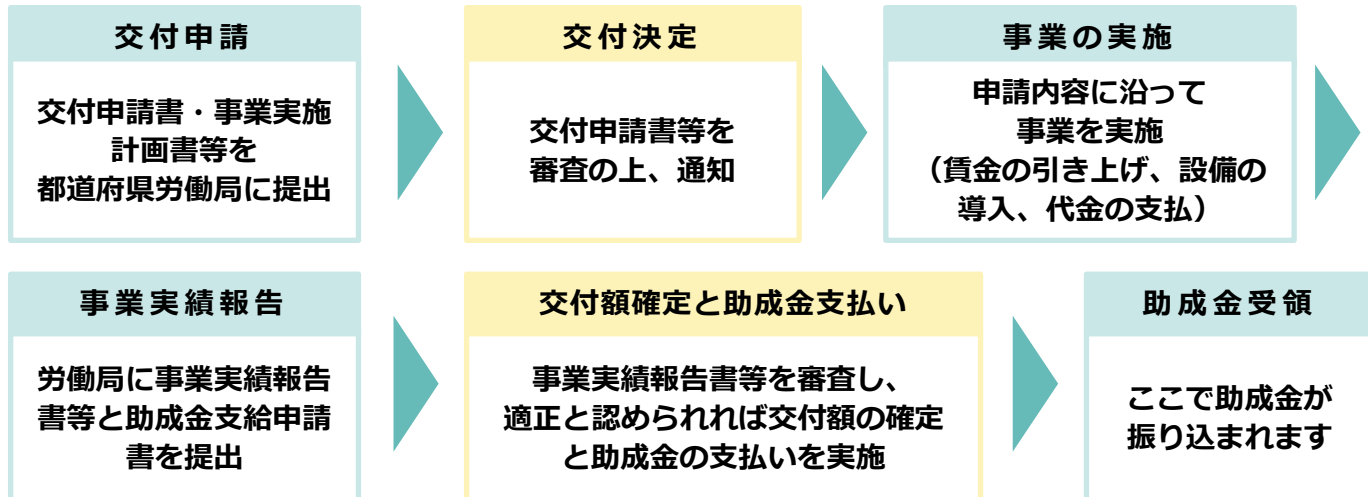 交付申請
交付申請書・事業実施
計画書等を
都道府県労働局に提出
交付決定
交付申請書等を
審査の上、通知
事業の実施
申請内容に沿って
事業を実施
（賃金の引き上げ、設備の
導入、代金の支払）
事業実績報告
労働局に事業実績報告
書等と助成金支給申請
書を提出
交付額確定と助成金支払い
事業実績報告書等を審査し、
適正と認められれば交付額の確定
と助成金の支払いを実施
助成金受領
ここで助成金が
振り込まれます